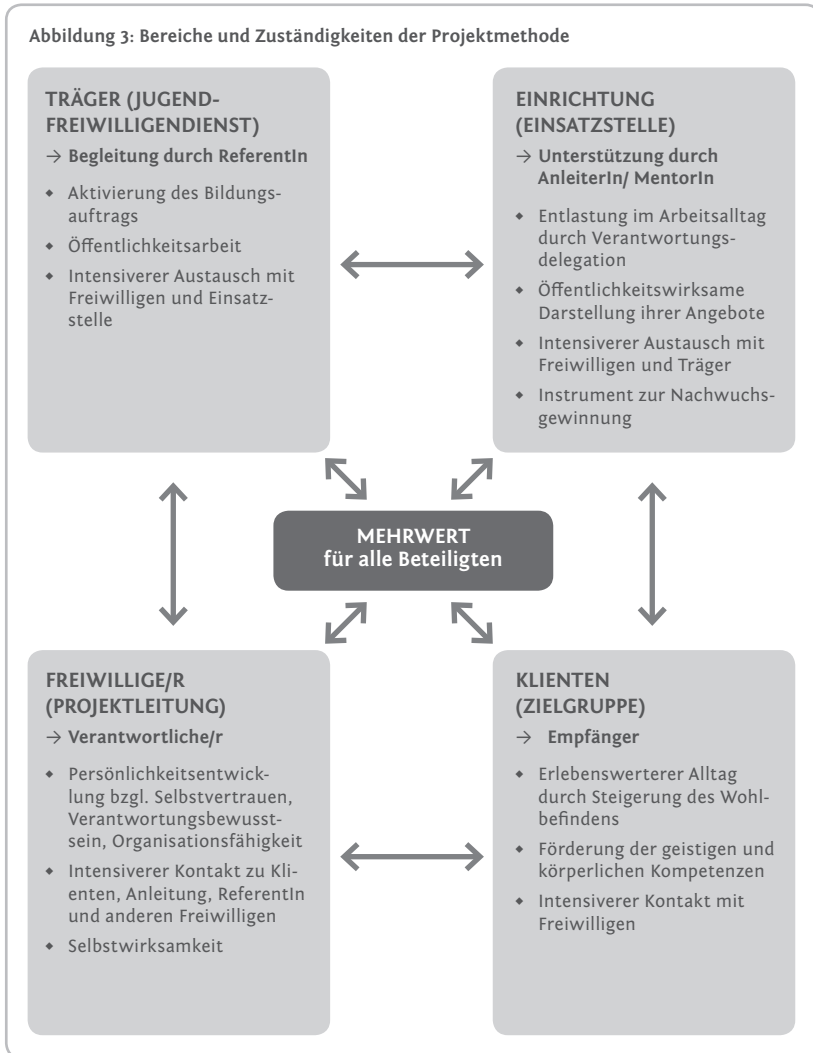 Abbildung 3: Bereiche und Zuständigkeiten der Projektmethode
TRÄGER (JUGEND-
FREIWILLIGENDIENST)
→ Begleitung durch ReferentIn
◆ Aktivierung des Bildungs-
auftrags
◆ Öffentlichkeitsarbeit
◆ Intensiverer Austausch mit
Freiwilligen und Einsatz-
stelle
EINRICHTUNG
(EINSATZSTELLE)
→ Unterstützung durch
AnleiterIn/ MentorIn
◆ Entlastung im Arbeitsalltag
durch Verantwortungs-
delegation
◆ Öffentlichkeitswirksame
Darstellung ihrer Angebote
◆ Intensiverer Austausch mit
Freiwilligen und Träger
◆ Instrument zur Nachwuchs-
gewinnung
MEHRWERT
für alle Beteiligten
FREIWILLIGE/R
(PROJEKTLEITUNG)
→ Verantwortliche/r
◆ Persönlichkeitsentwick-
lung bzgl. Selbstvertrauen,
Verantwortungsbewusst-
sein, Organisationsfähigkeit
◆ Intensiverer Kontakt zu Kli-
enten, Anleitung, ReferentIn
und anderen Freiwilligen
◆ Selbstwirksamkeit
KLIENTEN
(ZIELGRUPPE)
→ Empfänger
◆ Erlebenswerterer Alltag
durch Steigerung des Wohl-
befindens
◆ Förderung der geistigen und
körperlichen Kompetenzen
◆ Intensiverer Kontakt mit
Freiwilligen